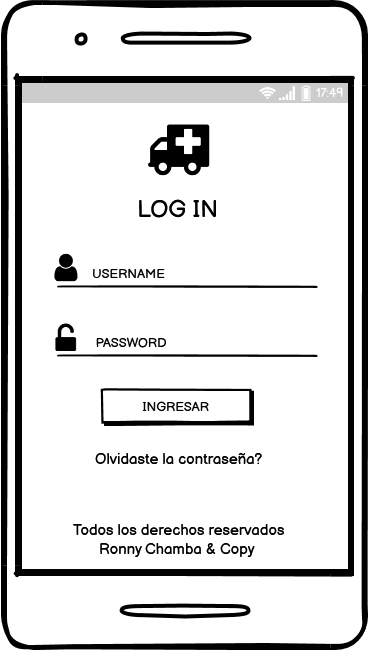 17:49
LOG IN
USERNAME
PASSWORD
INGRESAR
Olvidaste la contraseña?
Todos los derechos reservados
Ronny Chamba & Copy